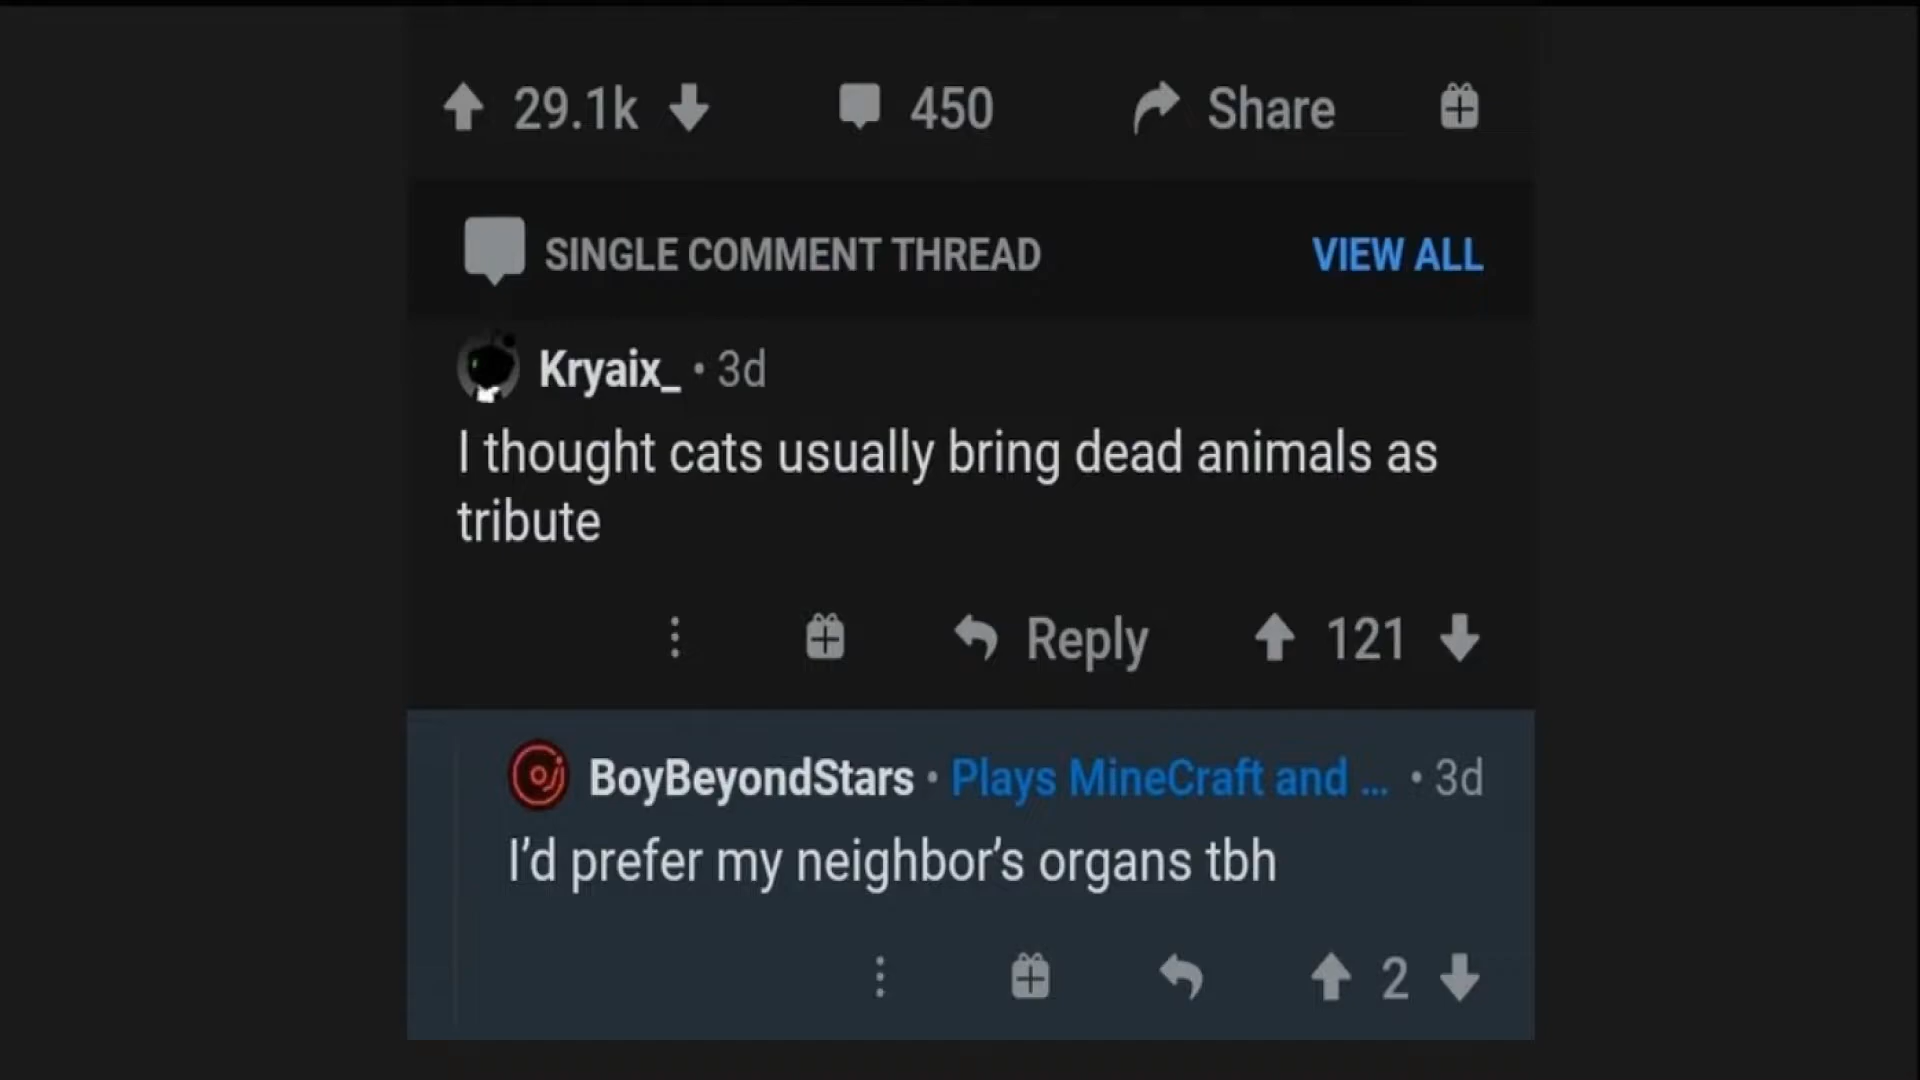 29.1k 450 Share
SINGLE COMMENT THREAD VIEW ALL
Kryaix_ • 3d
I thought cats usually bring dead animals as
tribute
Reply 121
BoyBeyondStars • Plays MineCraft and ... • 3d
I’d prefer my neighbor’s organs tbh
2